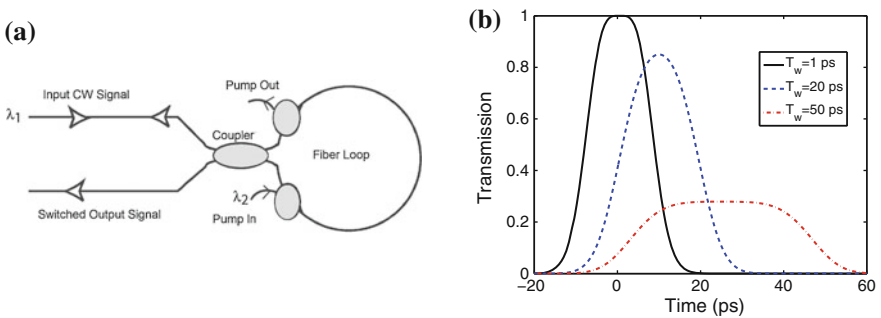 (a)
Input CW Signal
λ1
Pump Out
Coupler
Fiber Loop
λ2
Pump In
Switched Output Signal
(b)
Transmission
1
0.8
0.6
0.4
0.2
0
−20
0
20
40
60
Time (ps)
T_w=1 ps
T_w=20 ps
T_w=50 ps